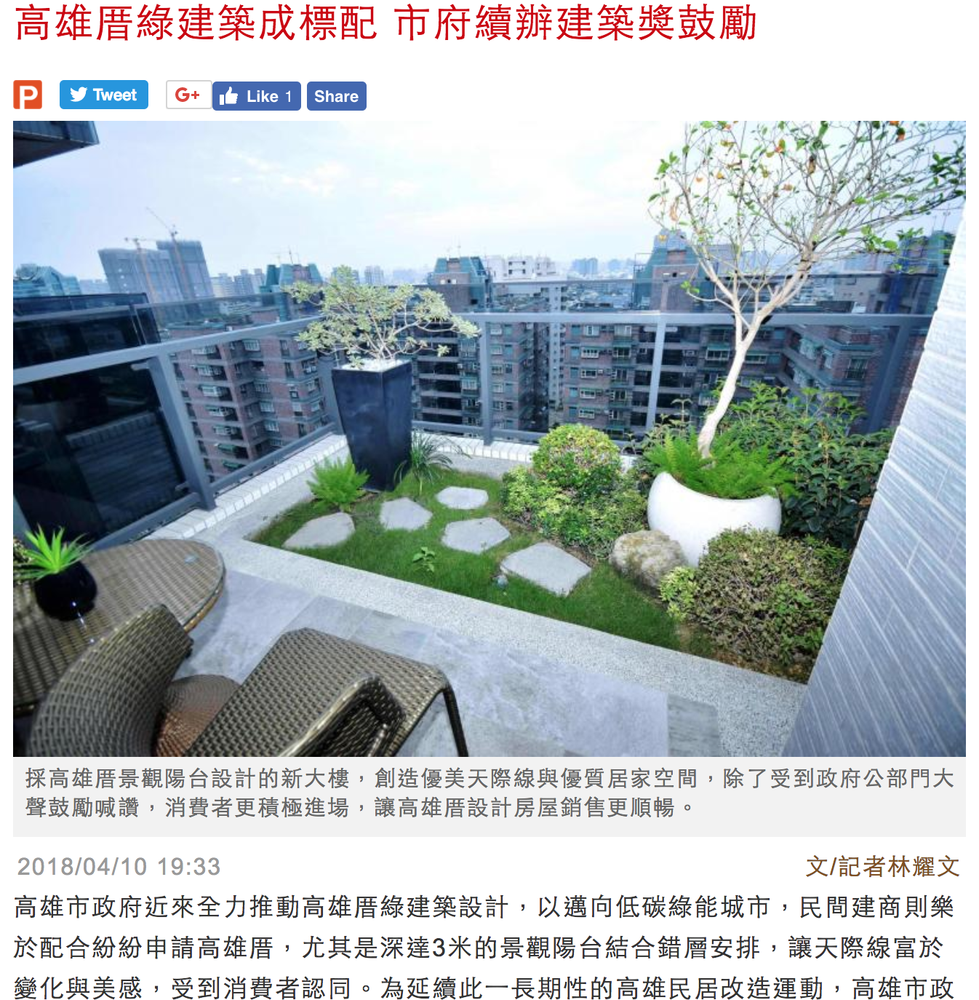 高雄厝綠建築成標配 市府續辦建築獎鼓勵
P Tweet G+ Like 1 Share
採高雄厝景觀陽台設計的新大樓，創造優美天際線與優質居家空間，除了受到政府公部門大
聲鼓勵喊讚，消費者更積極進場，讓高雄厝設計房屋銷售更順暢。
2018/04/10 19:33 文/記者林耀文
高雄市政府近來全力推動高雄厝綠建築設計，以邁向低碳綠能城市，民間建商則樂
於配合紛紛申請高雄厝，尤其是深達3米的景觀陽台結合錯層安排，讓天際線富於
變化與美感，受到消費者認同。為延續此一長期性的高雄民居改造運動，高雄市政